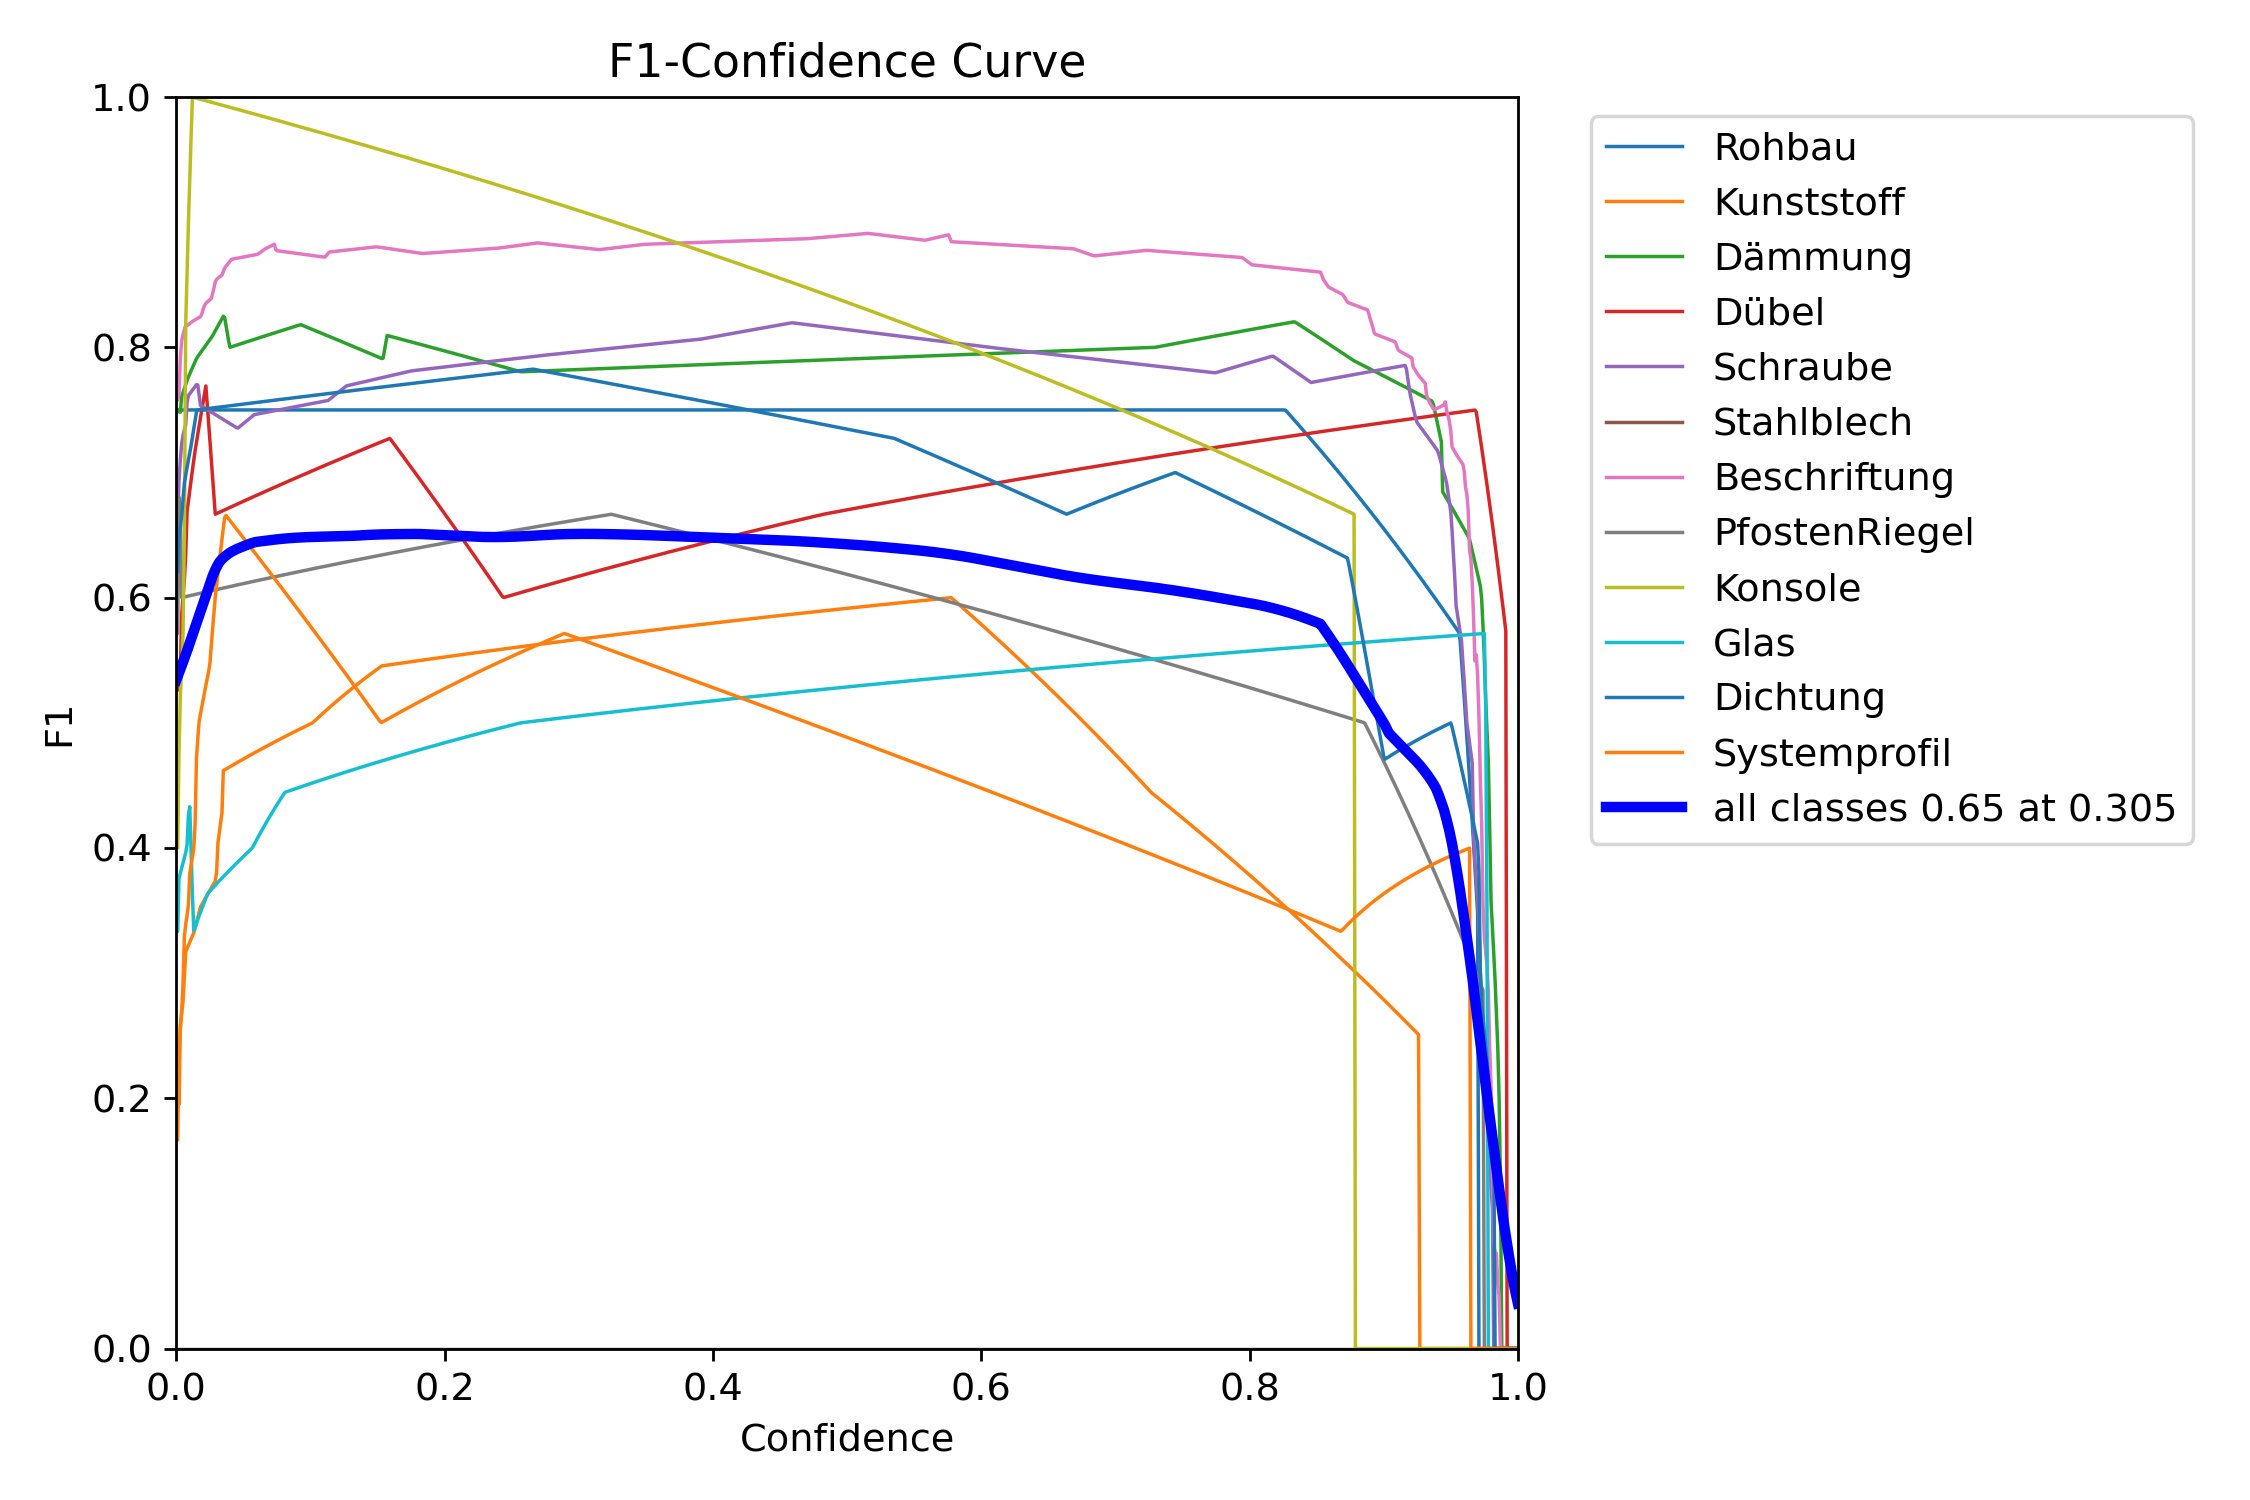 F1-Confidence Curve
1.0
0.8
0.6
0.4
0.2
0.0
F1
0.0 0.2 0.4 0.6 0.8 1.0
Confidence
Rohbau
Kunststoff
Dämmung
Dübel
Schraube
Stahlblech
Beschriftung
PfostenRiegel
Konsole
Glas
Dichtung
Systemprofil
all classes 0.65 at 0.305